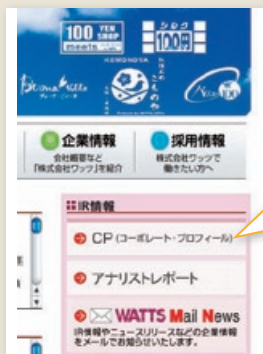 100 YEN
SHOP
meets.
シルク
100円
KOMONOYA
こものや
Buona Vita
企業情報
会社概要など
「株式会社ワッツ」を紹介
採用情報
株式会社ワッツで
働きたい方へ
IR情報
CP (コーポレート・プロフィール)
アナリストレポート
WATTS Mail News
IR情報やニュースリリースなどの企業情報
をメールでお知らせいたします。